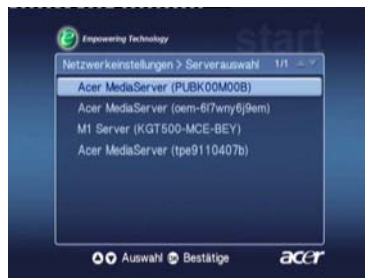 Empowering Technology
start
Netzwerkeinstellungen > Serverauswahl 1/1
Acer MediaServer (PUBK00M00B)
Acer MediaServer (oem-6l7wny6j9em)
M1 Server (KGT500-MCE-BEY)
Acer MediaServer (tpe9110407b)
Auswahl OK Bestätige
acer